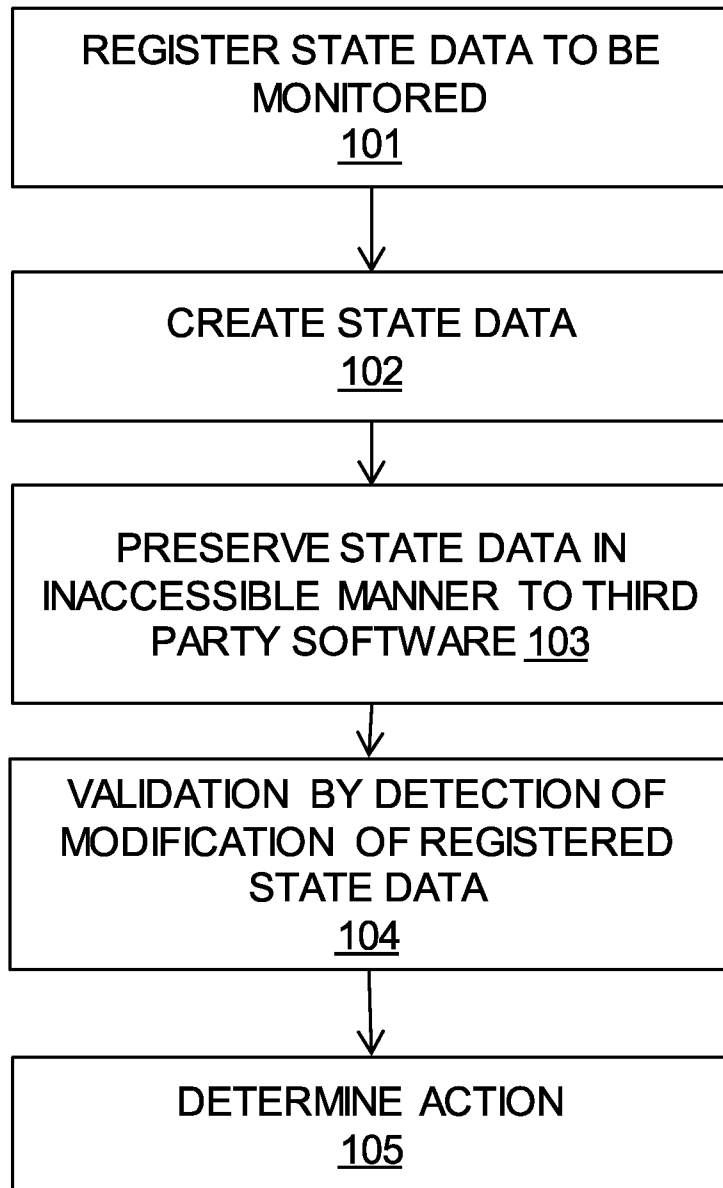 REGISTER STATE DATA TO BE
MONITORED
101
CREATE STATE DATA
102
PRESERVE STATE DATA IN
INACCESSIBLE MANNER TO THIRD
PARTY SOFTWARE 103
VALIDATION BY DETECTION OF
MODIFICATION OF REGISTERED
STATE DATA
104
DETERMINE ACTION
105